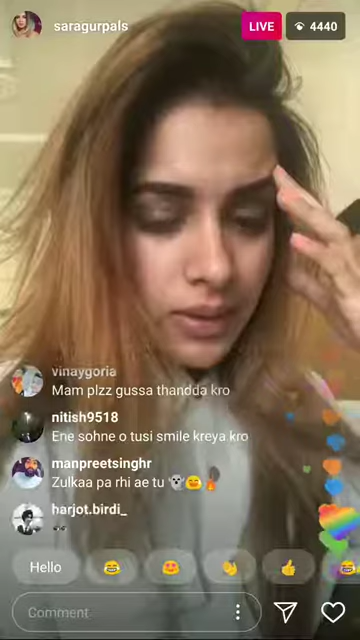 saragurpals
LIVE 4440
vinaygoria
Mam plzz gussa thandda kro
nitish9518
Ene sohne o tusi smile kreya kro
manpreetsinghr
Zulkaa pa rhi ae tu 👻😄🔥
harjot.birdi_
🕶
Hello 😂 😍 👏 👍 😂
Comment